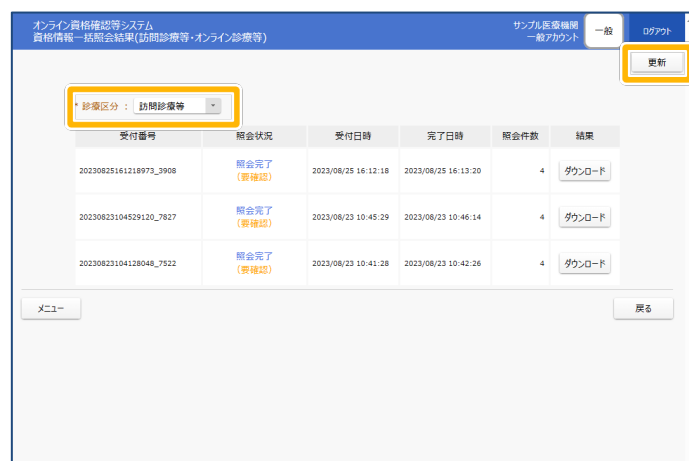 オンライン資格確認等システム
資格情報一括照会結果(訪問診療等・オンライン診療等)
サンプル医療機関
一般アカウント
一般
ログアウト
更新
* 診療区分 ： 訪問診療等
受付番号 照会状況 受付日時 完了日時 照会件数 結果
20230825161218973_3908 照会完了 (要確認) 2023/08/25 16:12:18 2023/08/25 16:13:20 4 ダウンロード
20230823104529120_7827 照会完了 (要確認) 2023/08/23 10:45:29 2023/08/23 10:46:14 4 ダウンロード
20230823104128048_7522 照会完了 (要確認) 2023/08/23 10:41:28 2023/08/23 10:42:26 4 ダウンロード
メニュー 戻る